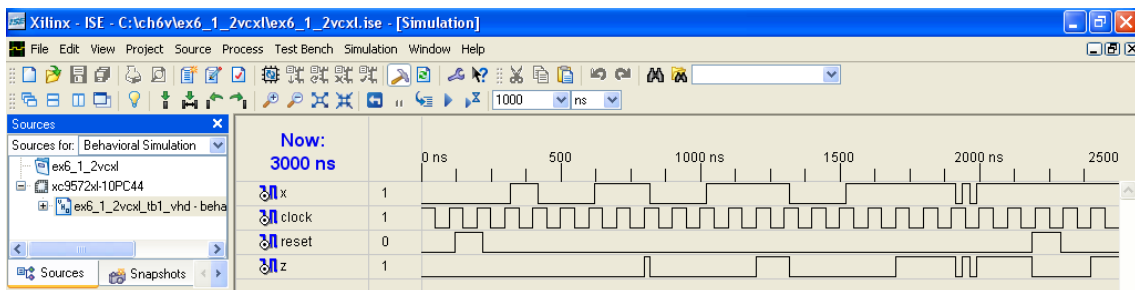 Xilinx - ISE - C:\ch6v\ex6_1_2vcxl\ex6_1_2vcxl.ise - [Simulation]
File Edit View Project Source Process Test Bench Simulation Window Help
1000 ns
Sources
Sources for: Behavioral Simulation
ex6_1_2vcxl
xc9572xl-10PC44
ex6_1_2vcxl_tb1_vhd - beha
Sources Snapshots
Now:
3000 ns
0 ns 500 1000 ns 1500 2000 ns 2500
x 1
clock 1
reset 0
z 1